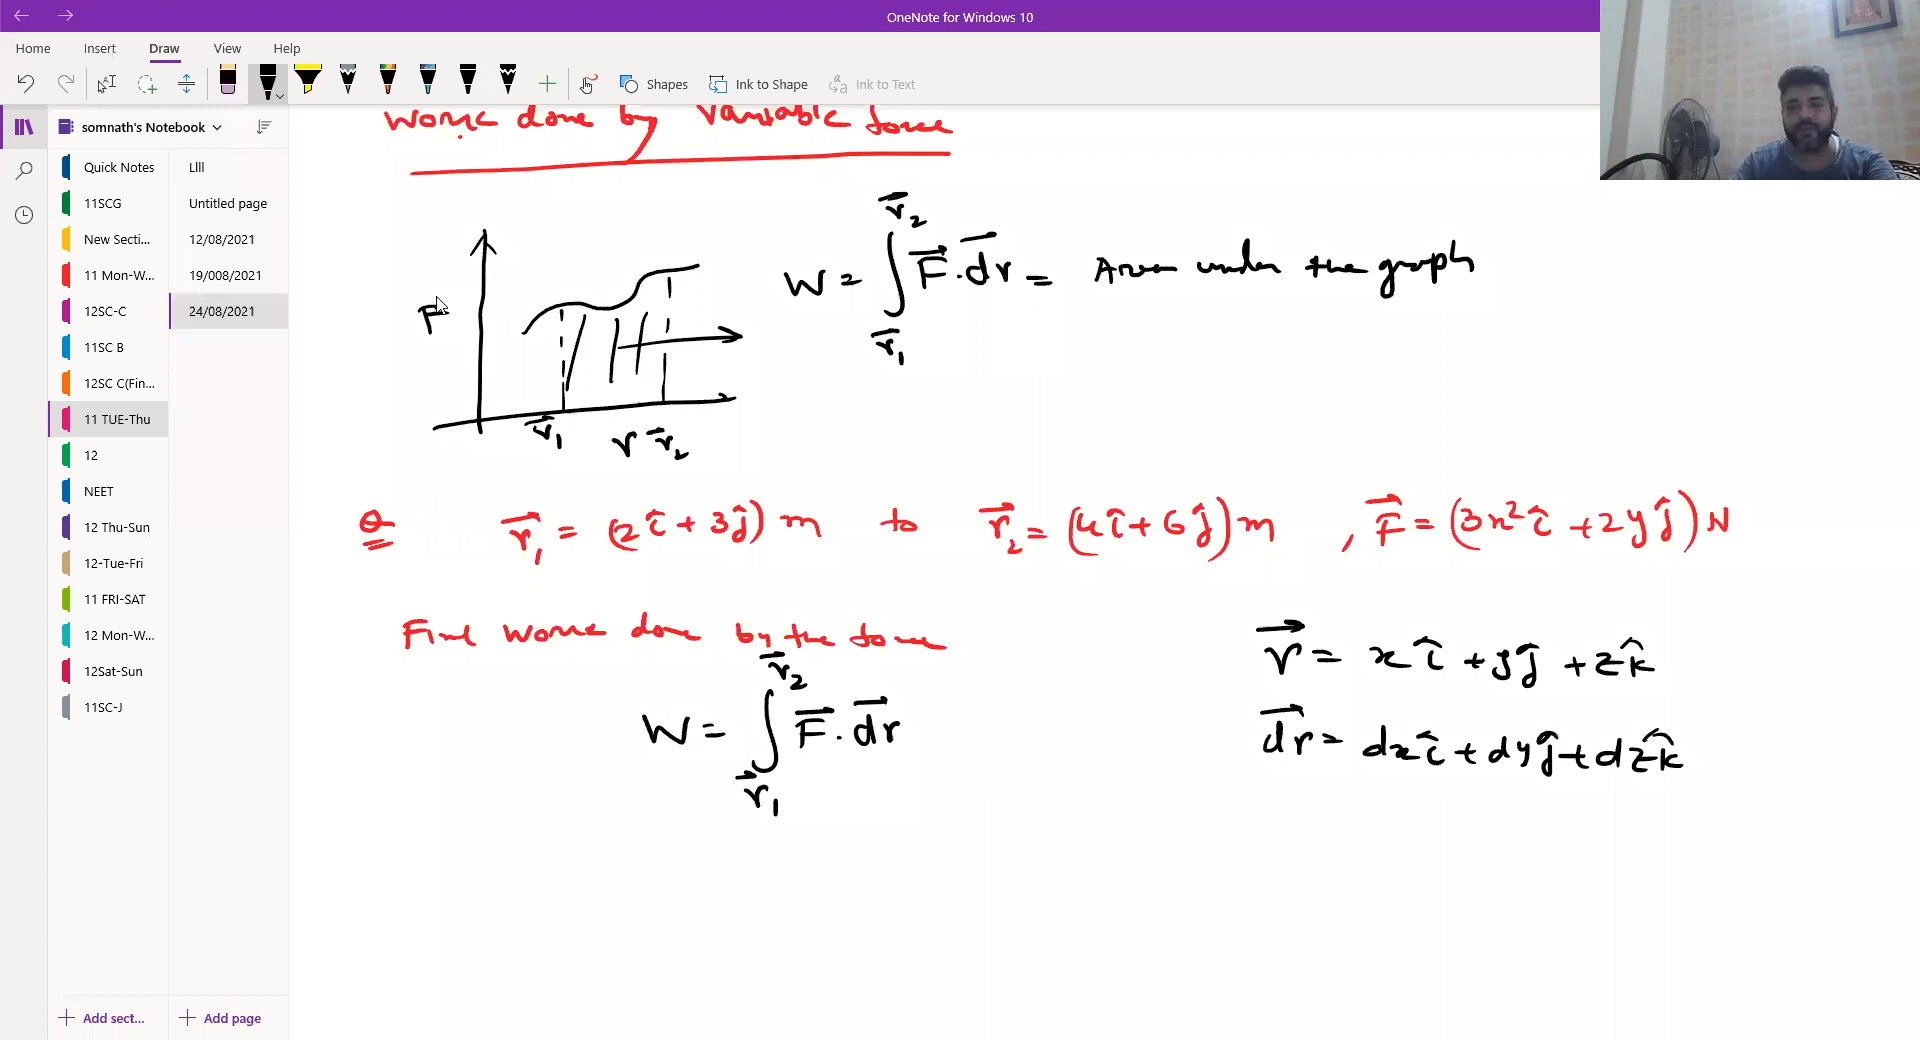 OneNote for Windows 10
Home Insert Draw View Help
Shapes Ink to Shape Ink to Text
somnath's Notebook
Quick Notes
11SCG
New Secti...
11 Mon-W...
12SC-C
11SC B
12SC C(Fin...
11 TUE-Thu
12
NEET
12 Thu-Sun
12-Tue-Fri
11 FRI-SAT
12 Mon-W...
12Sat-Sun
11SC-J
Add sect...
Llll
Untitled page
12/08/2021
19/008/2021
24/08/2021
Add page
Work done by Variable force
F
r⃗₁ r r⃗₂
W = ∫_{r⃗₁}^{r⃗₂} F⃗ . d⃗r = Area under the graph
Q r⃗₁ = (2î + 3ĵ) m to r⃗₂ = (4î + 6ĵ) m , F⃗ = (3x²î + 2yĵ) N
Find work done by the force
W = ∫_{r⃗₁}^{r⃗₂} F⃗ . d⃗r
r⃗ = xî + yĵ + zk̂
d⃗r = dxî + dyĵ + dzk̂